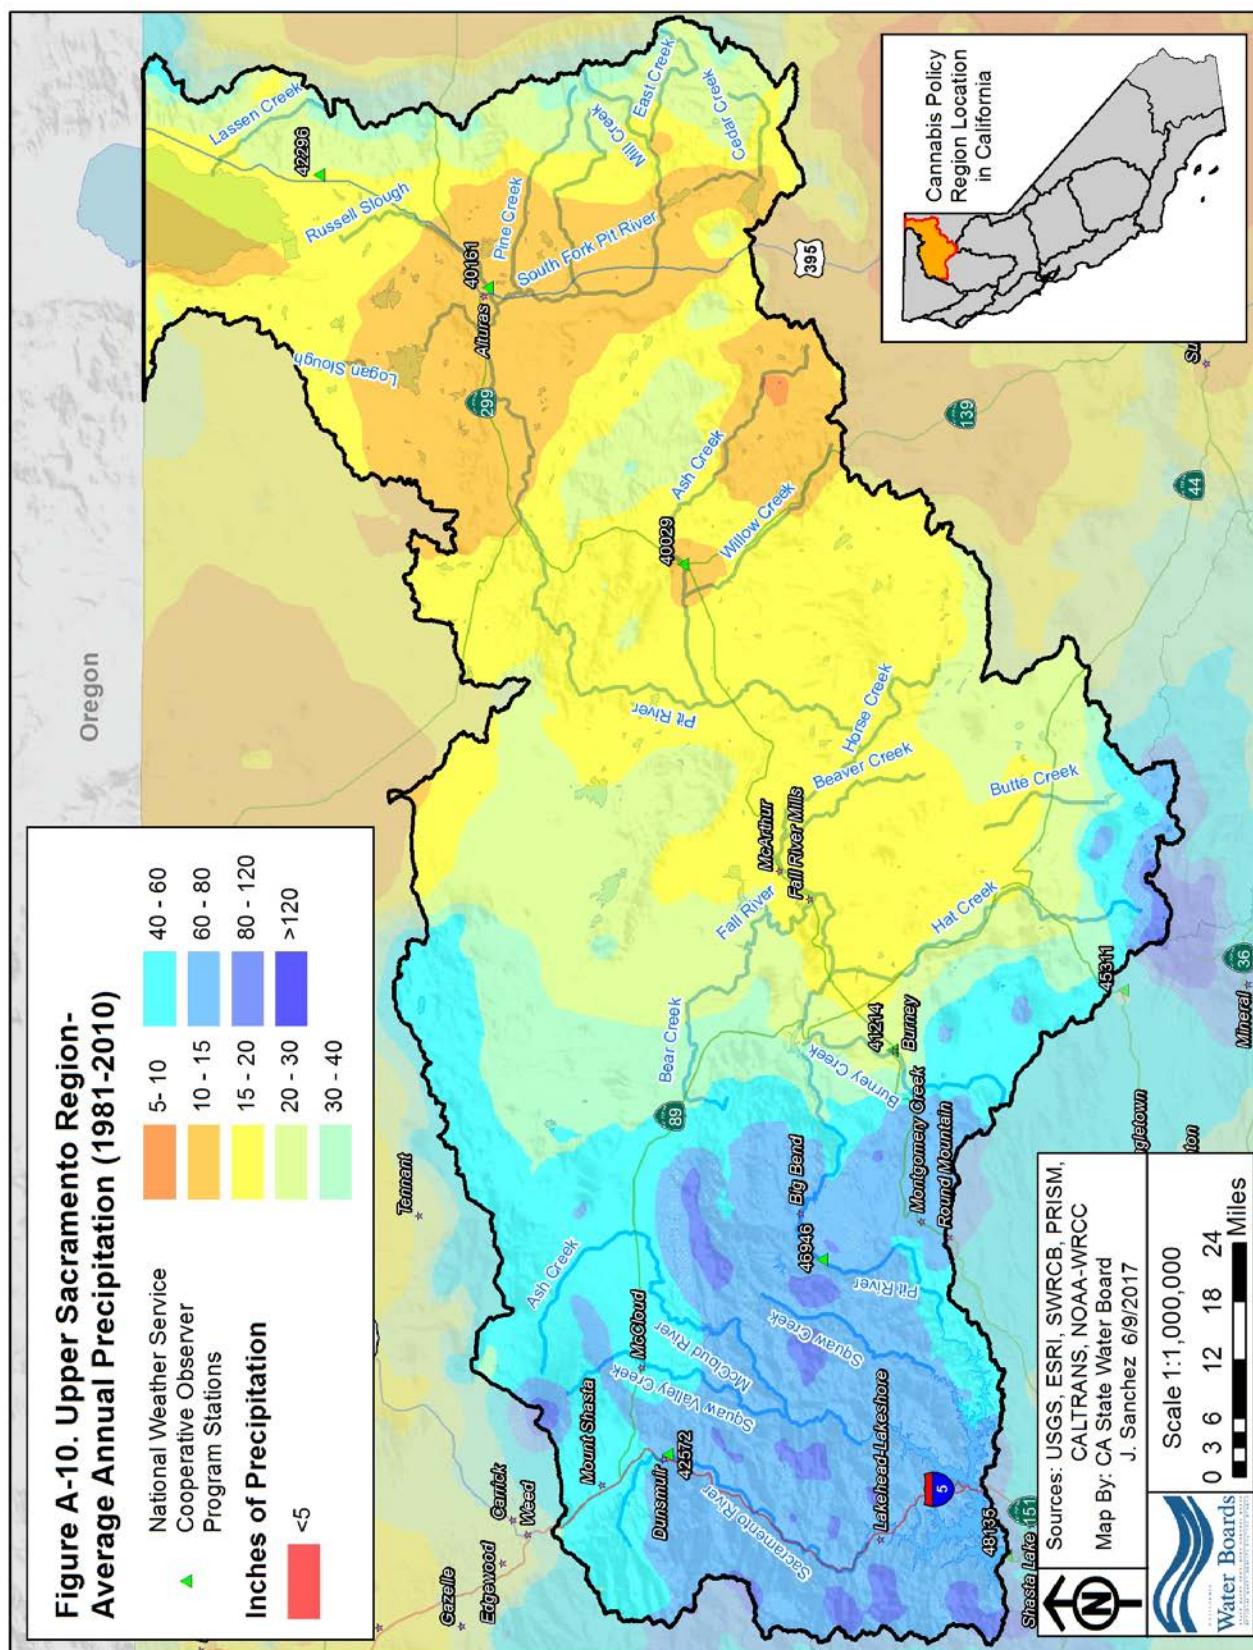 Figure A-10. Upper Sacramento Region-
Average Annual Precipitation (1981-2010)
National Weather Service
Cooperative Observer
Program Stations
Inches of Precipitation
<5
5- 10
10 - 15
15 - 20
20 - 30
30 - 40
40 - 60
60 - 80
80 - 120
>120
Oregon
Cannabis Policy
Region Location
in California
Lassen Creek
42296
Russell Slough
Pine Creek
Mill Creek
East Creek
Cedar Creek
South Fork Pit River
40161
Alturas
Logan Slough
299
395
139
44
Su
Ash Creek
40029
Willow Creek
Pit River
Horse Creek
Beaver Creek
Butte Creek
McArthur
Fall River Mills
Fall River
Hat Creek
Bear Creek
89
41214
Burney
Burney Creek
45311
36
Mineral
Tennant
Ash Creek
Big Bend
Montgomery Creek
Round Mountain
46946
Pit River
Squaw Creek
McCloud
McCloud River
Squaw Valley Creek
Mount Shasta
Carrick
Weed
Edgewood
Gazelle
Dunsmuir
42572
Sacramento River
Lakehead-Lakeshore
5
48135
Shasta Lake
151
ngletown
ton
Sources: USGS, ESRI, SWRCB, PRISM,
CALTRANS, NOAA-WRCC
Map By: CA State Water Board
J. Sanchez 6/9/2017
N
Water Boards
Scale 1:1,000,000
0 3 6 12 18 24
Miles